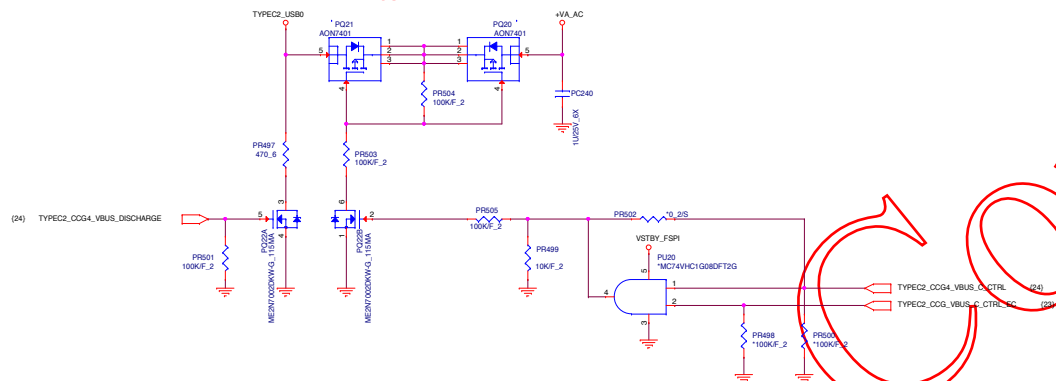 TYPEC2_USB0
+VA_AC
PQ21
AON7401
PQ20
AON7401
5
1
2
3
4
1
2
3
5
4
PR504
100K/F_2
PC240
1U/25V_6X
PR497
470_6
PR503
100K/F_2
(24) TYPEC2_CCG4_VBUS_DISCHARGE
5
3
4
PQ22A
ME2N7002DKW-G_115MA
6
2
1
PQ22B
ME2N7002DKW-G_115MA
PR501
100K/F_2
PR505
100K/F_2
PR499
10K/F_2
PR502
*0_2/S
VSTBY_FSPI
PU20
*MC74VHC1G08DFT2G
5
4
1
2
3
TYPEC2_CCG4_VBUS_C_CTRL (24)
TYPEC2_CCG_VBUS_C_CTRL_EC (23)
PR498
*100K/F_2
PR500
*100K/F_2